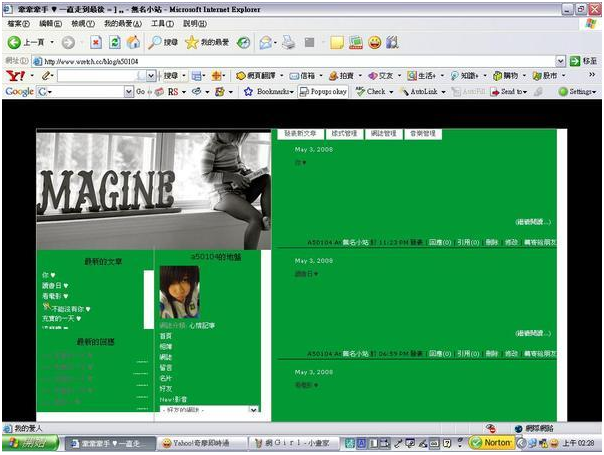 牽牽牽手 ♥ 一直走到最後 = ] ,, - 無名小站 - Microsoft Internet Explorer
檔案(F) 編輯(E) 檢視(V) 我的最愛(A) 工具(T) 說明(H)
上一頁 搜尋 我的最愛
網址(D) http://www.wretch.cc/blog/a50104 移至
Y! 搜尋 網頁翻譯 信箱 拍賣 交友 生活+ 知識+ 購物 股市
Google G Go RS Bookmarks Popups okay Check AutoLink AutoFill Send to Settings
發表新文章 樣式管理 網誌管理 音樂管理
MAGINE
May 3, 2008
你 ♥
(繼續閱讀...)
A50104 At 無名小站 於 11:23 PM 發表 回應(0) 引用(0) 刪除 修改 轉寄給朋友
最新的文章
你 ♥
讀書日 ♥
看電影 ♥
不能沒有你 ♥
充實的一天 ♥
最新的回應
a50104的地盤
網誌分類: 心情記事
首頁
相簿
網誌
留言
名片
好友
New!影音
- 好友的網誌 -
May 3, 2008
讀書日 ♥
(繼續閱讀...)
A50104 At 無名小站 於 06:59 PM 發表 回應(0) 引用(0) 刪除 修改 轉寄給朋友
May 3, 2008
看電影 ♥
我的愛人
網際網路
開始 牽牽牽手 ♥ 一直走... Yahoo!奇摩即時通 網Ｇｉｒｌ - 小畫家 Norton 上午 02:28